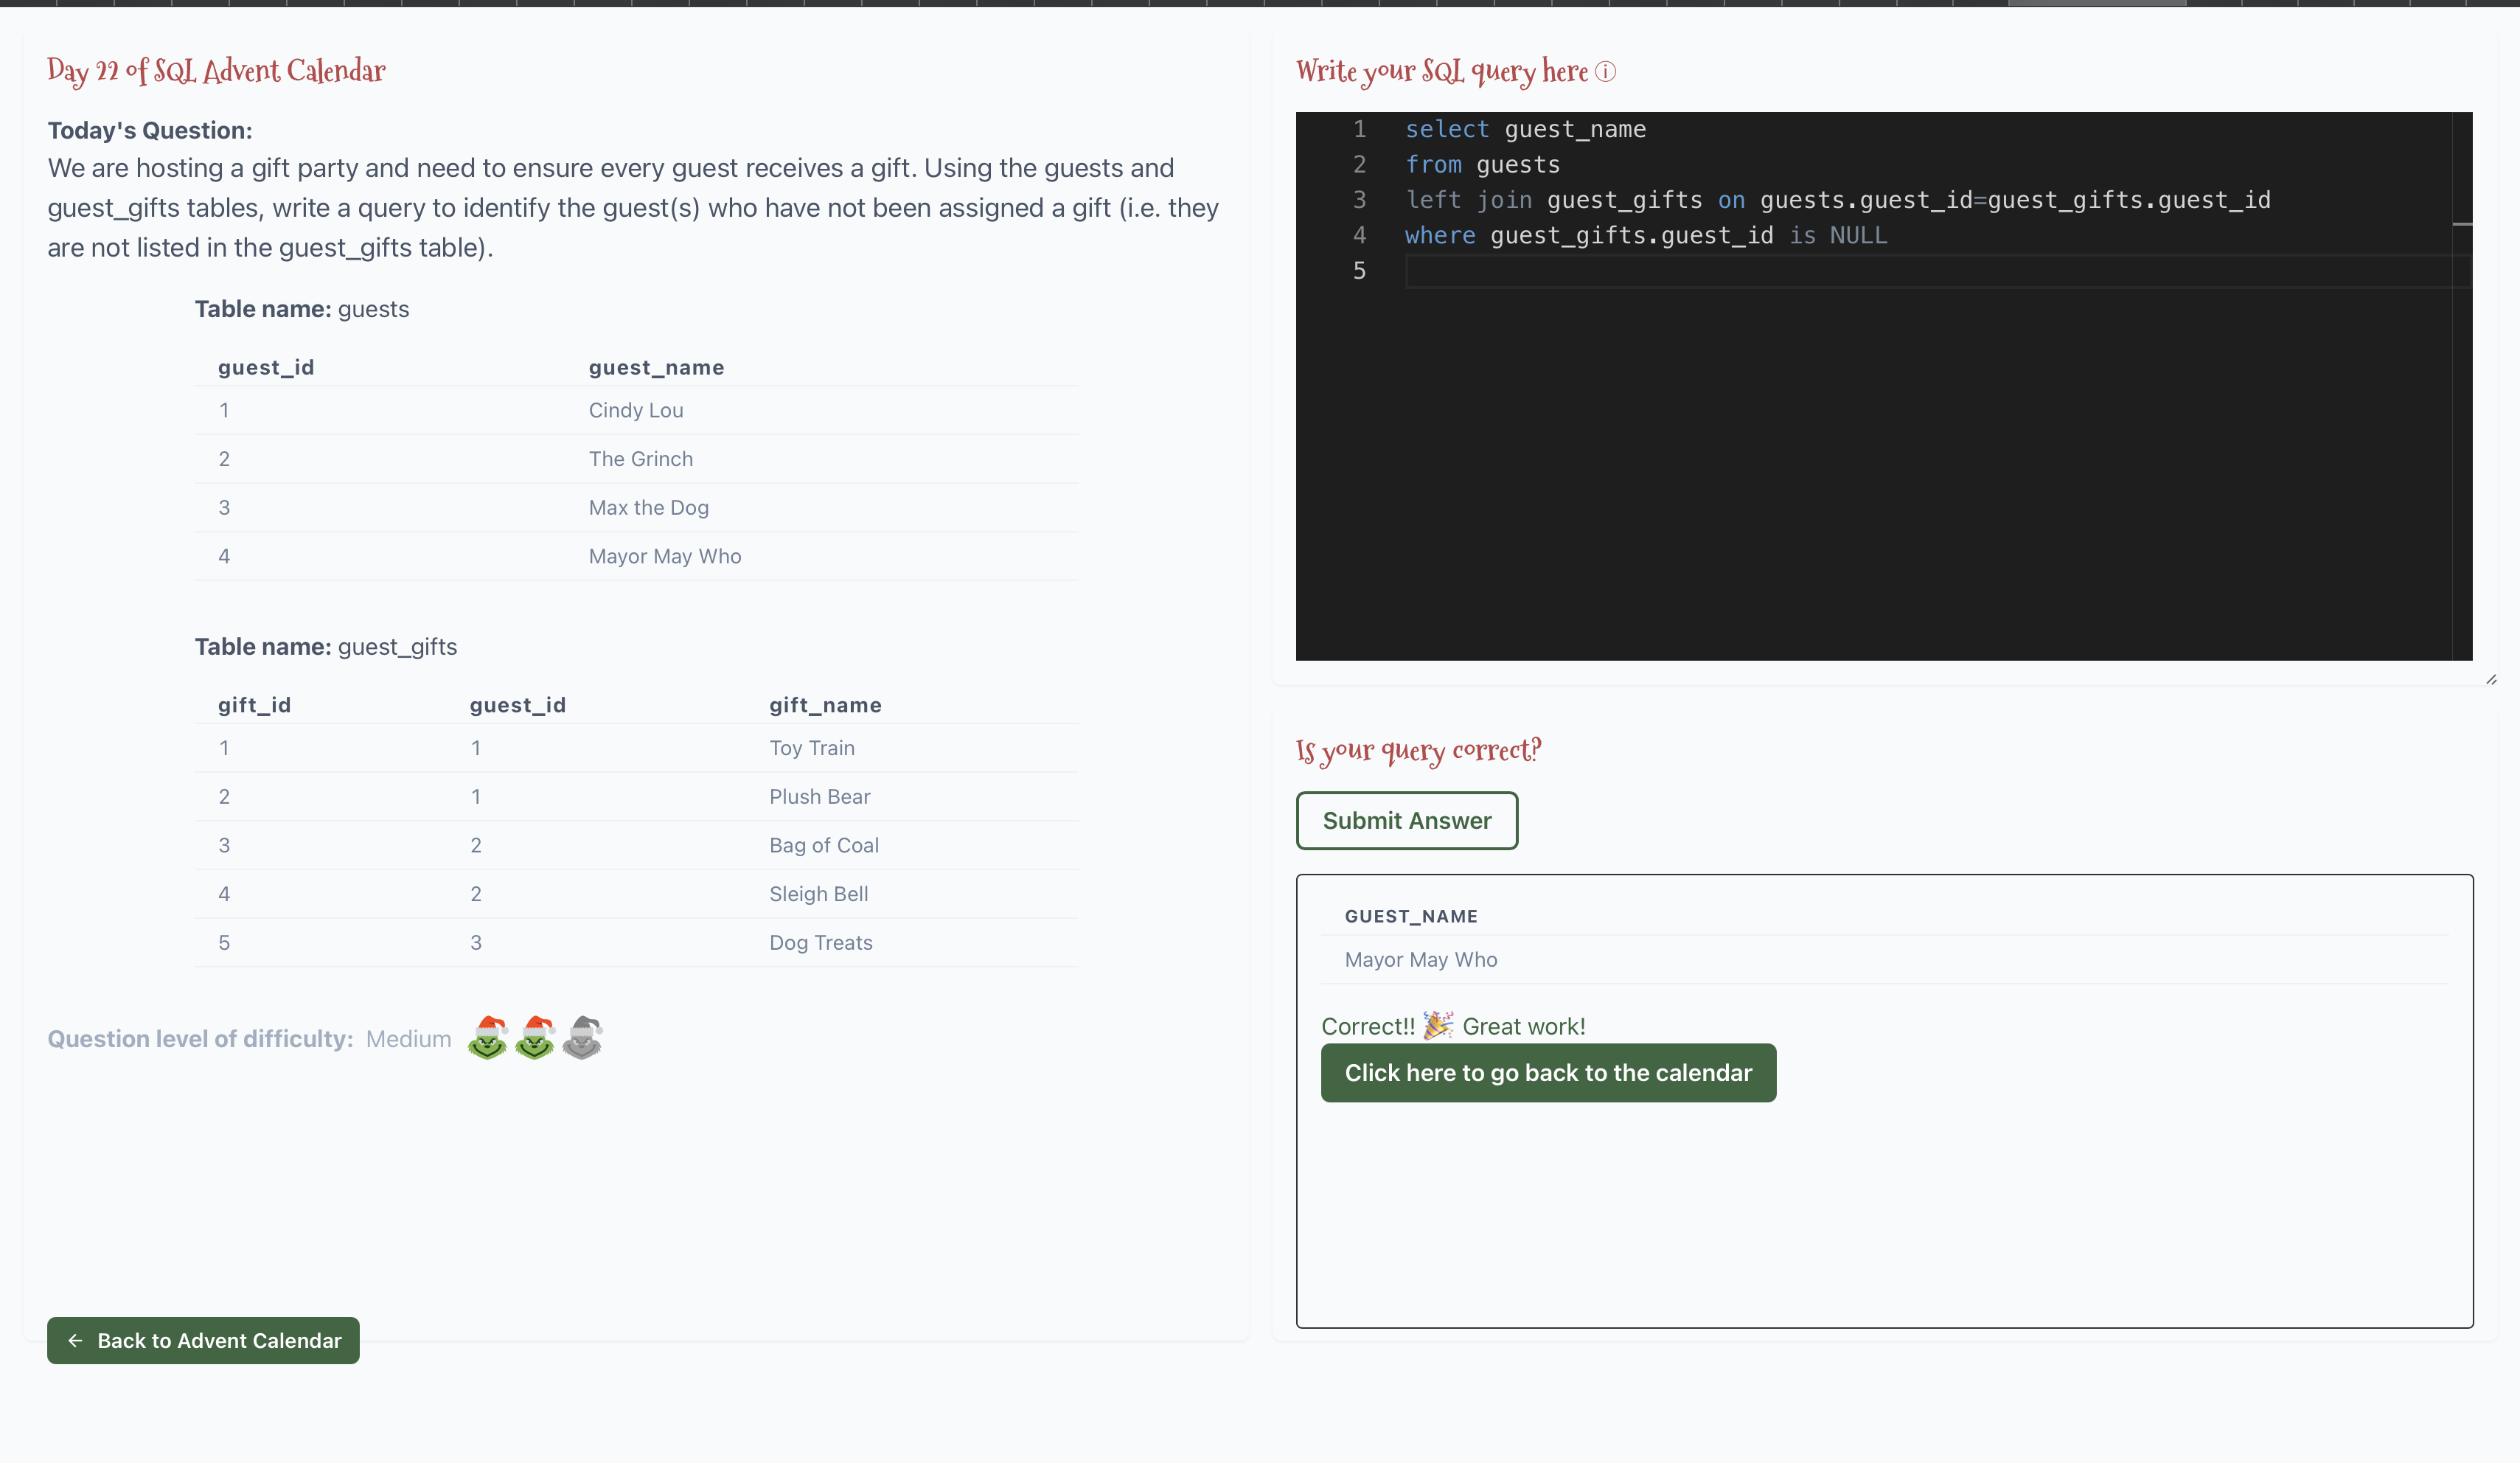 Day 22 of SQL Advent Calendar
Today's Question:
We are hosting a gift party and need to ensure every guest receives a gift. Using the guests and
guest_gifts tables, write a query to identify the guest(s) who have not been assigned a gift (i.e. they
are not listed in the guest_gifts table).
Table name: guests
guest_id guest_name
1 Cindy Lou
2 The Grinch
3 Max the Dog
4 Mayor May Who
Table name: guest_gifts
gift_id guest_id gift_name
1 1 Toy Train
2 1 Plush Bear
3 2 Bag of Coal
4 2 Sleigh Bell
5 3 Dog Treats
Question level of difficulty: Medium
← Back to Advent Calendar
Write your SQL query here ⓘ
1 select guest_name
2 from guests
3 left join guest_gifts on guests.guest_id=guest_gifts.guest_id
4 where guest_gifts.guest_id is NULL
5
Is your query correct?
Submit Answer
GUEST_NAME
Mayor May Who
Correct!! 🎉 Great work!
Click here to go back to the calendar